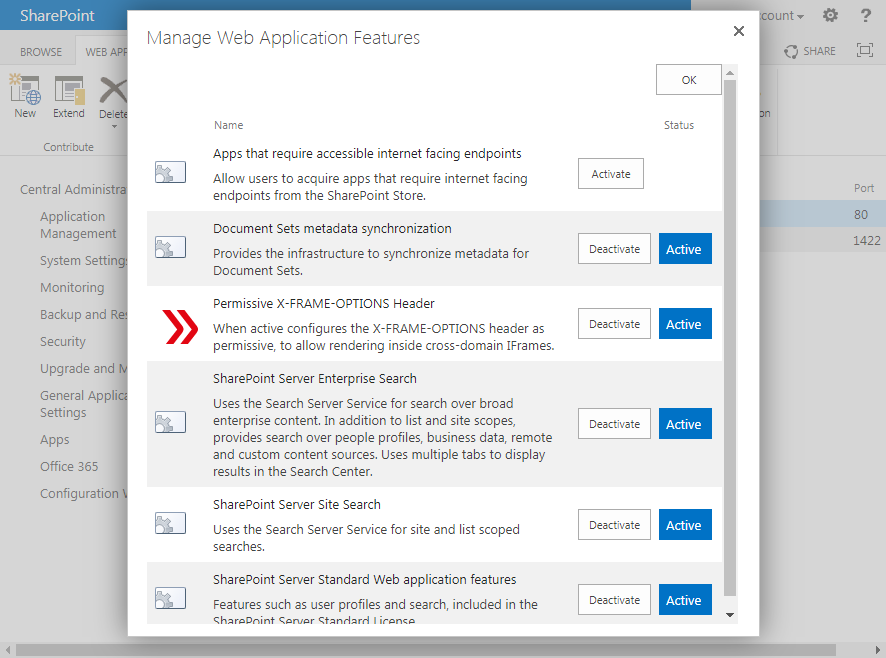 SharePoint
ccount
?
BROWSE
WEB APP
SHARE
New
Extend
Delete
on
Contribute
Central Administra
Application
Management
System Settings
Monitoring
Backup and Res
Security
Upgrade and M
General Applica
Settings
Apps
Office 365
Configuration W
Port
80
1422
Manage Web Application Features
OK
Name
Status
Apps that require accessible internet facing endpoints
Allow users to acquire apps that require internet facing
endpoints from the SharePoint Store.
Activate
Document Sets metadata synchronization
Provides the infrastructure to synchronize metadata for
Document Sets.
Deactivate
Active
Permissive X-FRAME-OPTIONS Header
When active configures the X-FRAME-OPTIONS header as
permissive, to allow rendering inside cross-domain IFrames.
Deactivate
Active
SharePoint Server Enterprise Search
Uses the Search Server Service for search over broad
enterprise content. In addition to list and site scopes,
provides search over people profiles, business data, remote
and custom content sources. Uses multiple tabs to display
results in the Search Center.
Deactivate
Active
SharePoint Server Site Search
Uses the Search Server Service for site and list scoped
searches.
Deactivate
Active
SharePoint Server Standard Web application features
Features such as user profiles and search, included in the
SharePoint Server Standard License.
Deactivate
Active